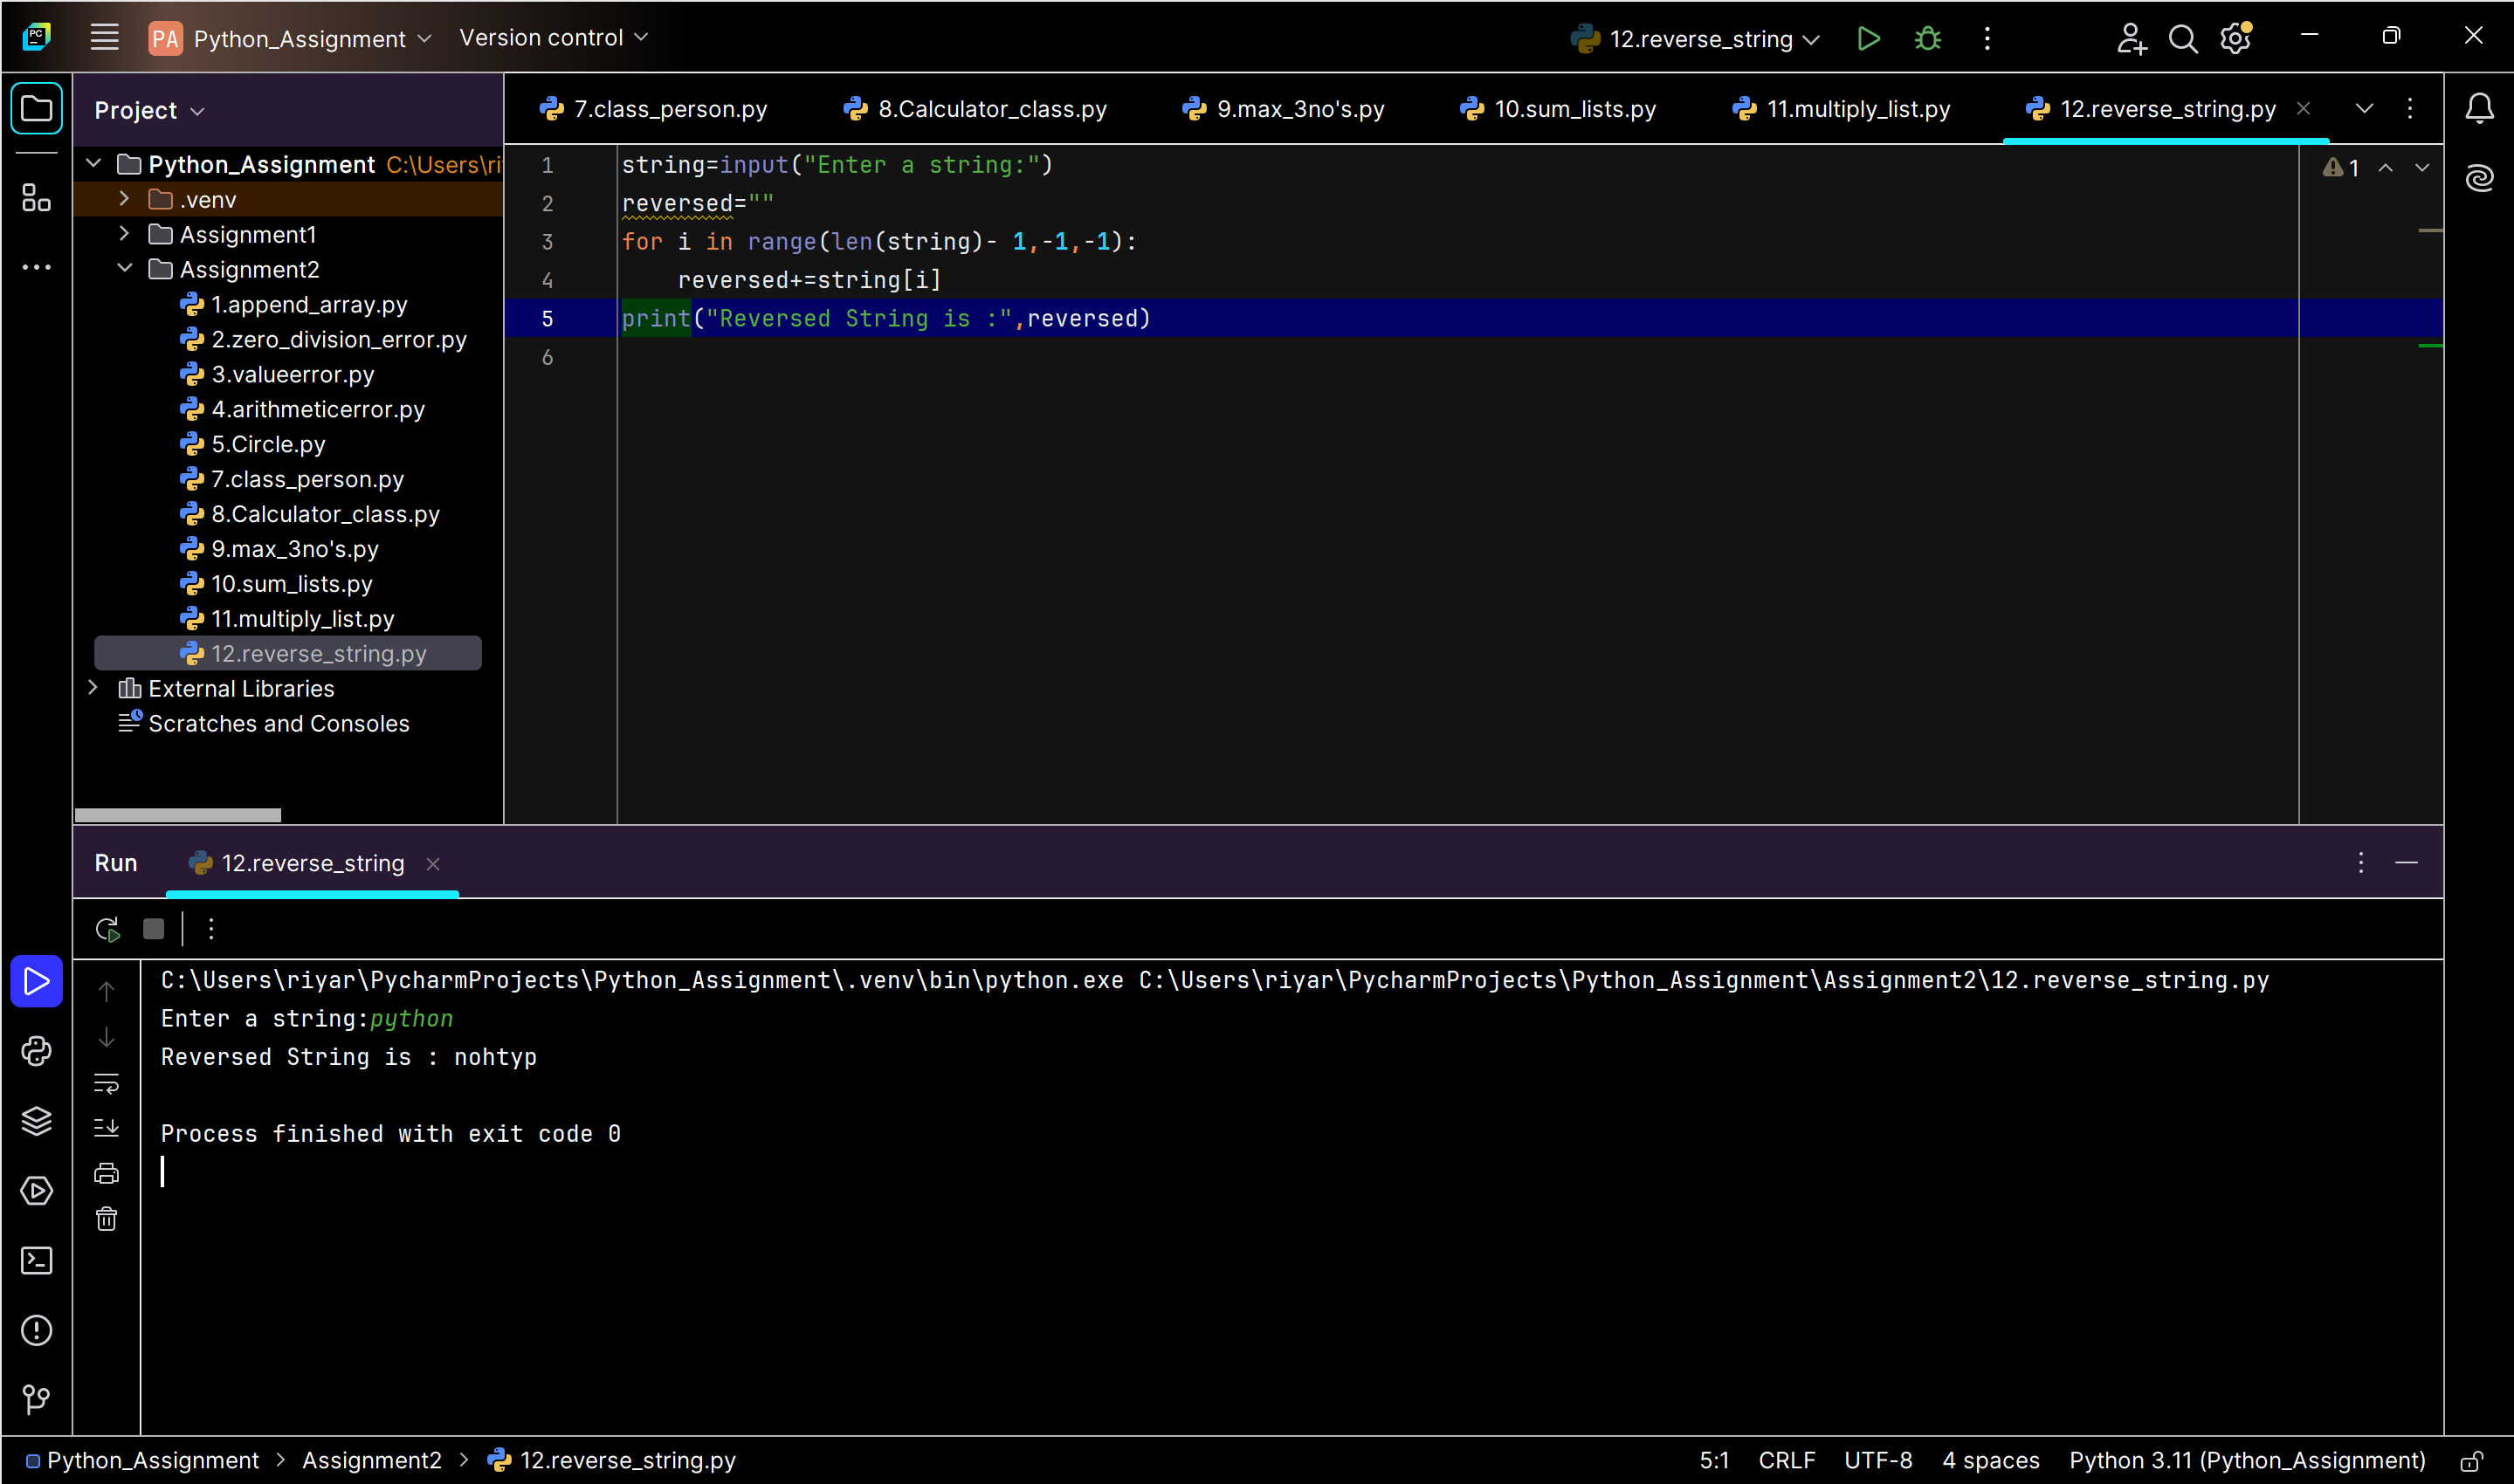 PC
PA Python_Assignment Version control 12.reverse_string
Project
Python_Assignment C:\Users\ri
.venv
Assignment1
Assignment2
1.append_array.py
2.zero_division_error.py
3.valueerror.py
4.arithmeticerror.py
5.Circle.py
7.class_person.py
8.Calculator_class.py
9.max_3no's.py
10.sum_lists.py
11.multiply_list.py
12.reverse_string.py
External Libraries
Scratches and Consoles
7.class_person.py 8.Calculator_class.py 9.max_3no's.py 10.sum_lists.py 11.multiply_list.py 12.reverse_string.py
1 string=input("Enter a string:")
2 reversed=""
3 for i in range(len(string)- 1,-1,-1):
4     reversed+=string[i]
5 print("Reversed String is :",reversed)
6
1
Run 12.reverse_string
C:\Users\riyar\PycharmProjects\Python_Assignment\.venv\bin\python.exe C:\Users\riyar\PycharmProjects\Python_Assignment\Assignment2\12.reverse_string.py
Enter a string:python
Reversed String is : nohtyp
Process finished with exit code 0
Python_Assignment > Assignment2 > 12.reverse_string.py 5:1 CRLF UTF-8 4 spaces Python 3.11 (Python_Assignment)